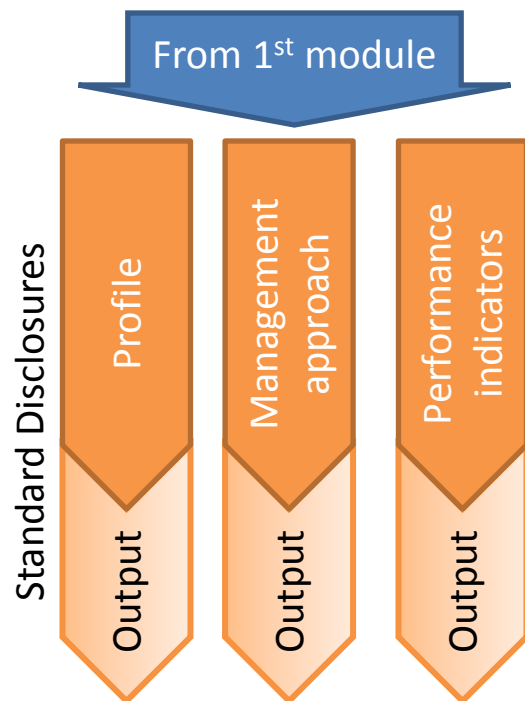 From 1st module
Standard Disclosures
Profile
Management
approach
Performance
indicators
Output
Output
Output